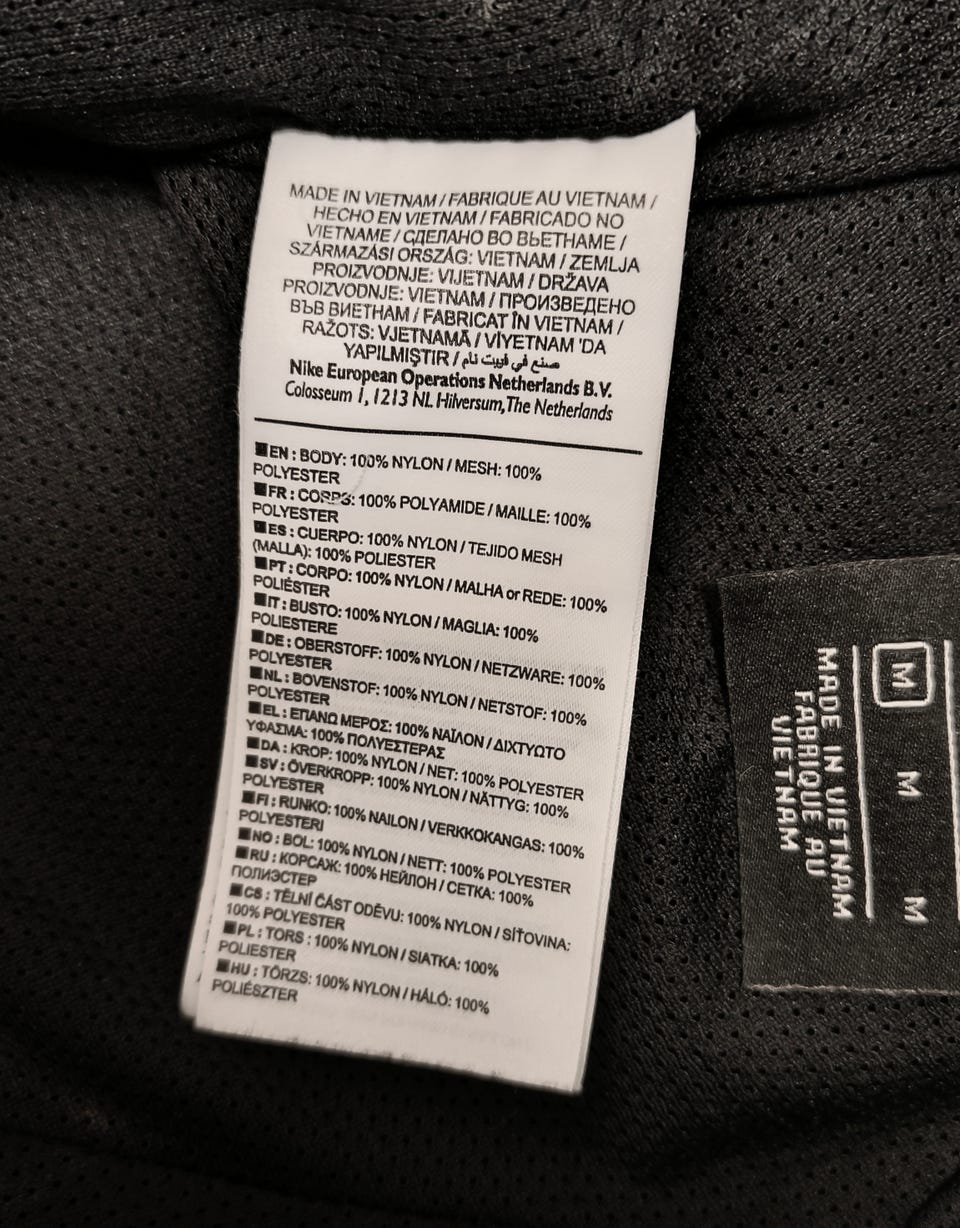 MADE IN VIETNAM / FABRIQUE AU VIETNAM /
HECHO EN VIETNAM / FABRICADO NO
VIETNAME / СДЕЛАНО ВО ВЬЕТНАМЕ /
SZÁRMAZÁSI ORSZÁG: VIETNAM / ZEMLJA
PROIZVODNJE: VIJETNAM / DRŽAVA
PROIZVODNJE: VIETNAM / ПРОИЗВЕДЕНО
ВЪВ ВИЕТНАМ / FABRICAT ÎN VIETNAM /
RAŽOTS: VJETNAMĀ / VİYETNAM 'DA
YAPILMIŞTIR / صنع في فييت نام
Nike European Operations Netherlands B.V.
Colosseum 1, 1213 NL Hilversum, The Netherlands
■EN : BODY: 100% NYLON / MESH: 100%
POLYESTER
■FR : CORPS: 100% POLYAMIDE / MAILLE: 100%
POLYESTER
■ES : CUERPO: 100% NYLON / TEJIDO MESH
(MALLA): 100% POLIESTER
■PT : CORPO: 100% NYLON / MALHA or REDE: 100%
POLIÉSTER
■IT : BUSTO: 100% NYLON / MAGLIA: 100%
POLIESTERE
■DE : OBERSTOFF: 100% NYLON / NETZWARE: 100%
POLYESTER
■NL : BOVENSTOF: 100% NYLON / NETSTOF: 100%
POLYESTER
■EL : ΕΠΑΝΩ ΜΕΡΟΣ: 100% ΝΑΪΛΟΝ / ΔΙΧΤΥΩΤΟ
ΥΦΑΣΜΑ: 100% ΠΟΛΥΕΣΤΕΡΑΣ
■DA : KROP: 100% NYLON / NET: 100% POLYESTER
■SV : ÖVERKROPP: 100% NYLON / NÄTTYG: 100%
POLYESTER
■FI : RUNKO: 100% NAILON / VERKKOKANGAS: 100%
POLYESTERI
■NO : BOL: 100% NYLON / NETT: 100% POLYESTER
■RU : КОРСАЖ: 100% НЕЙЛОН / СЕТКА: 100%
ПОЛИЭСТЕР
■CS : TĚLNÍ ČÁST ODĚVU: 100% NYLON / SÍŤOVINA:
100% POLYESTER
■PL : TORS : 100% NYLON / SIATKA: 100%
POLIESTER
■HU : TÖRZS: 100% NYLON / HÁLÓ: 100%
POLIÉSZTER
M
M
M
MADE IN VIETNAM
FABRIQUE AU
VIETNAM